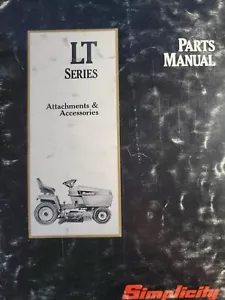 LT
SERIES
Attachments &
Accessories
PARTS
MANUAL
Simplicity